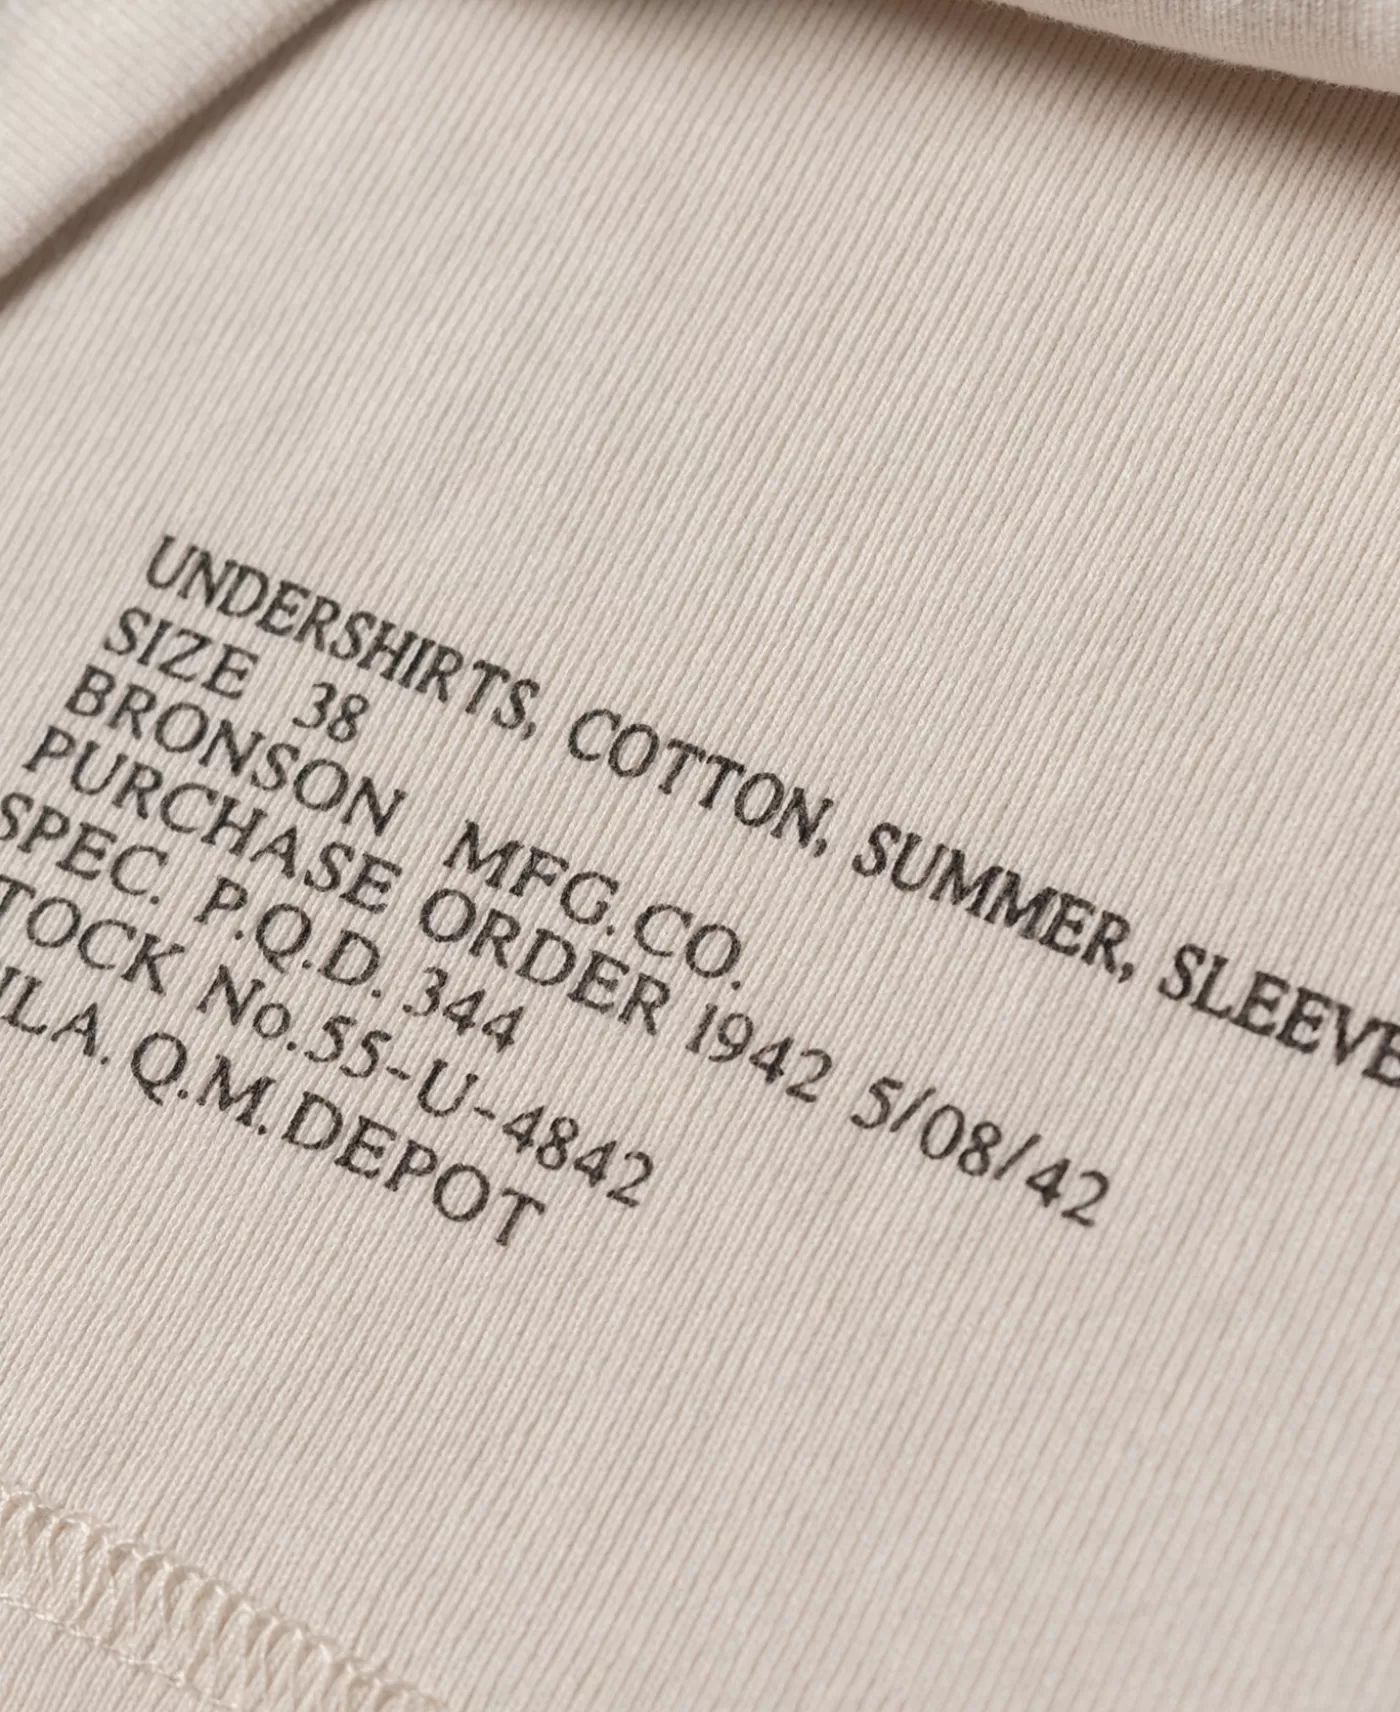 UNDERSHIRTS, COTTON, SUMMER, SLEEVE
SIZE 38
BRONSON MFG.CO.
PURCHASE ORDER 1942 5/08/42
SPEC. P.Q.D. 344
TOCK No.55-U-4842
ILA. Q.M.DEPOT